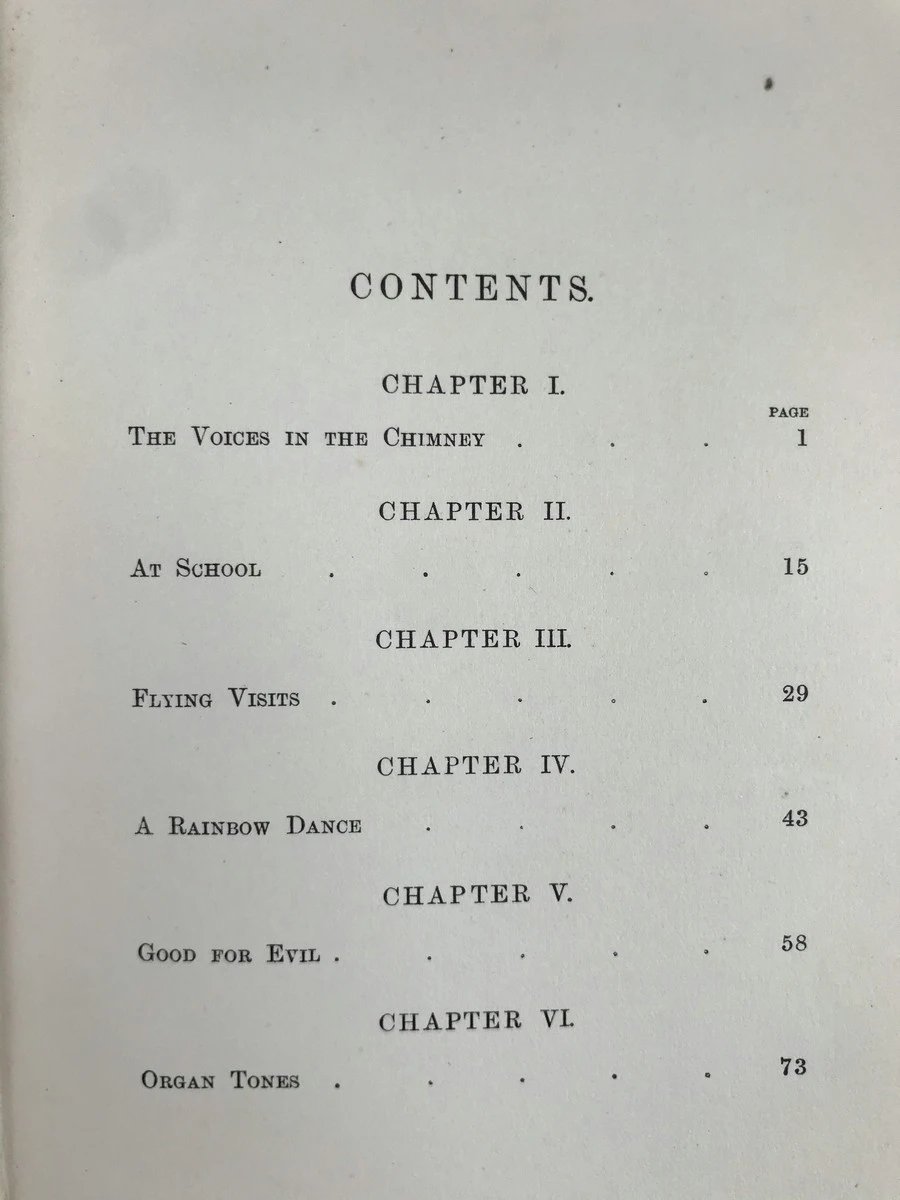 CONTENTS.
CHAPTER I.
PAGE
THE VOICES IN THE CHIMNEY . . . 1
CHAPTER II.
AT SCHOOL . . . . . 15
CHAPTER III.
FLYING VISITS . . . . . 29
CHAPTER IV.
A RAINBOW DANCE . . . . 43
CHAPTER V.
GOOD FOR EVIL . . . . . 58
CHAPTER VI.
ORGAN TONES . . . . . 73